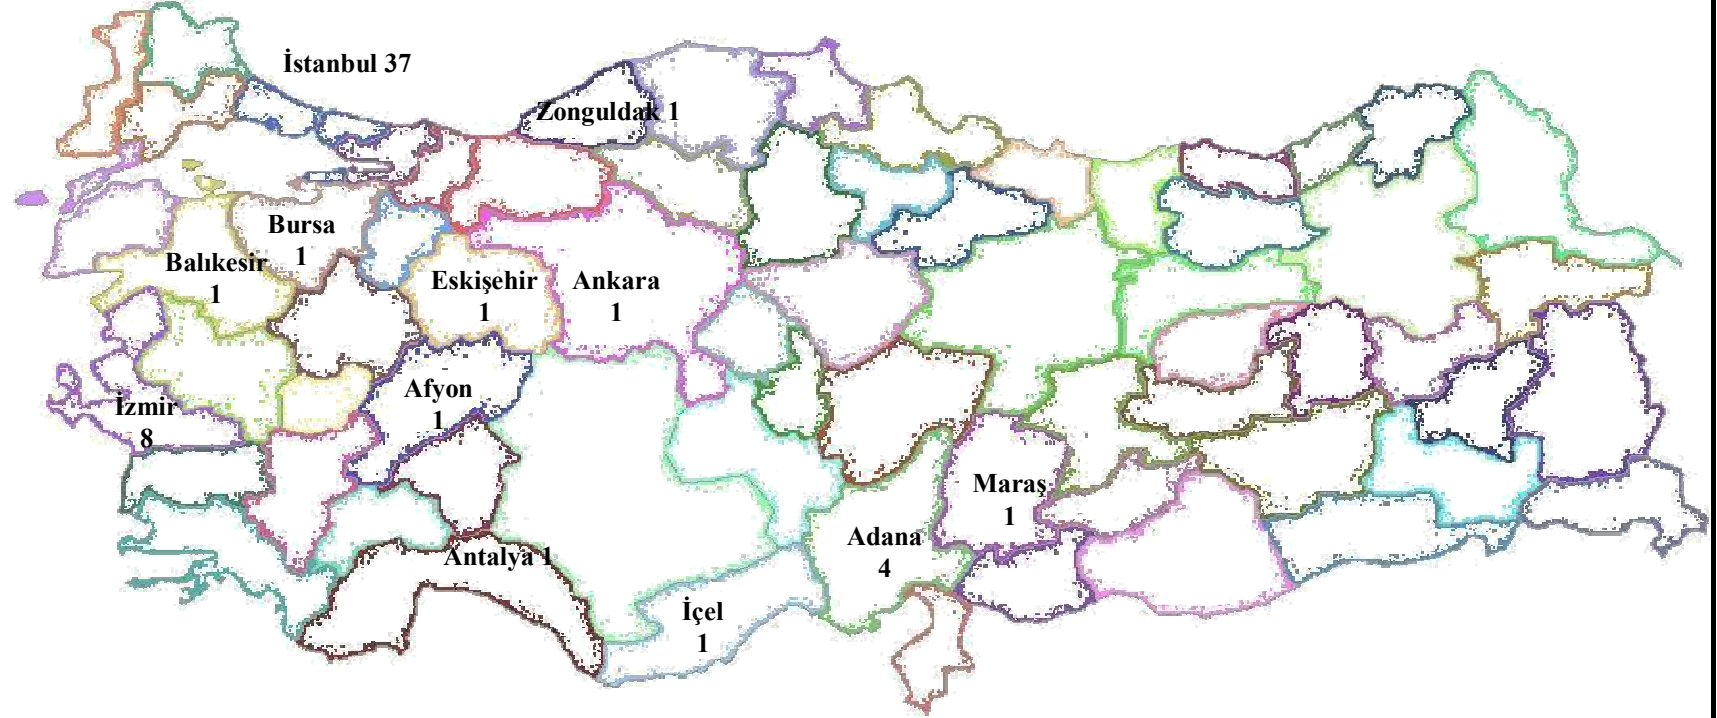 İstanbul 37
Zonguldak 1
Bursa
1
Balıkesir
1
Eskişehir
1
Ankara
1
Afyon
1
İzmir
8
Maraş
1
Adana
4
Antalya 1
İçel
1